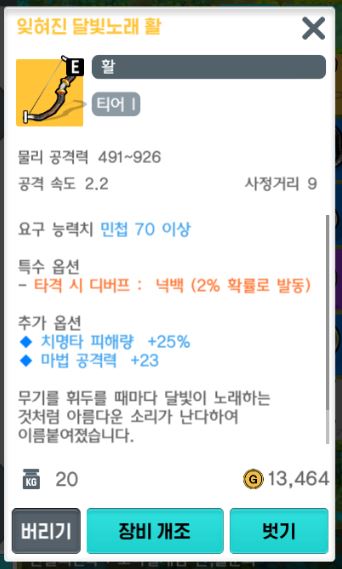 잊혀진 달빛노래 활
E
활
티어 I
물리 공격력 491~926
공격 속도 2.2 사정거리 9
요구 능력치 민첩 70 이상
특수 옵션
- 타격 시 디버프 : 넉백 (2% 확률로 발동)
추가 옵션
◆ 치명타 피해량 +25%
◆ 마법 공격력 +23
무기를 휘두를 때마다 달빛이 노래하는
것처럼 아름다운 소리가 난다하여
이름붙여졌습니다.
KG 20 G 13,464
버리기 장비 개조 벗기